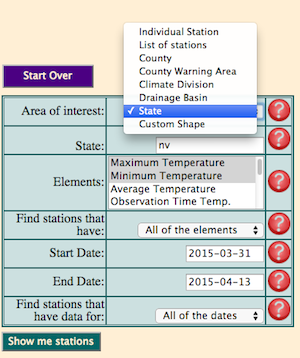 Individual Station
List of stations
County
County Warning Area
Climate Division
Drainage Basin
✓ State
Custom Shape
Start Over
Area of interest:
?
State:
nv
?
Elements:
Maximum Temperature
Minimum Temperature
Average Temperature
Observation Time Temp.
?
Find stations that
have:
All of the elements
?
Start Date:
2015-03-31
?
End Date:
2015-04-13
?
Find stations that
have data for:
All of the dates
?
Show me stations